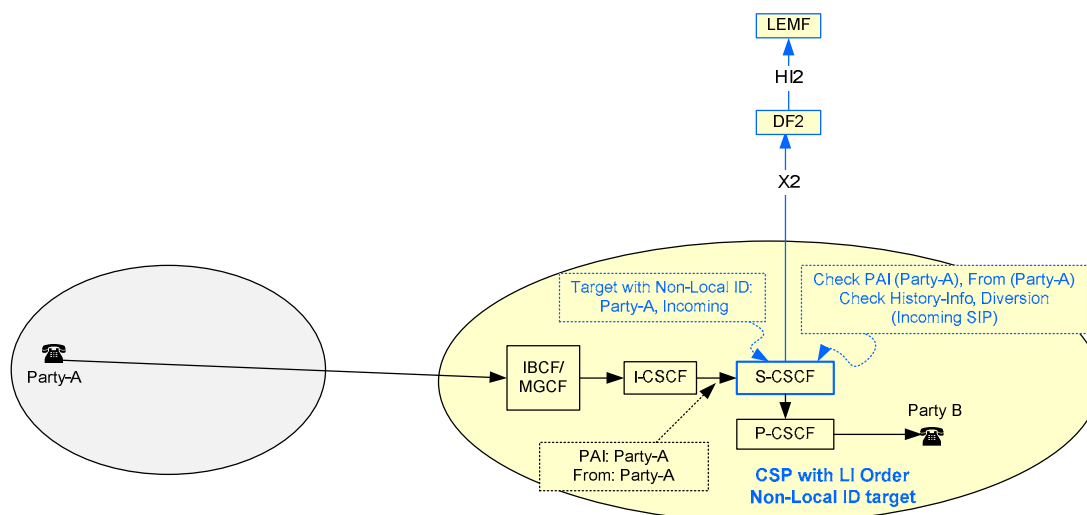 LEMF
HI2
DF2
X2
Target with Non-Local ID:
Party-A, Incoming
Check PAI (Party-A), From (Party-A)
Check History-Info, Diversion
(Incoming SIP)
Party-A
IBCF/
MGCF
I-CSCF
S-CSCF
P-CSCF
Party B
PAI: Party-A
From: Party-A
CSP with LI Order
Non-Local ID target